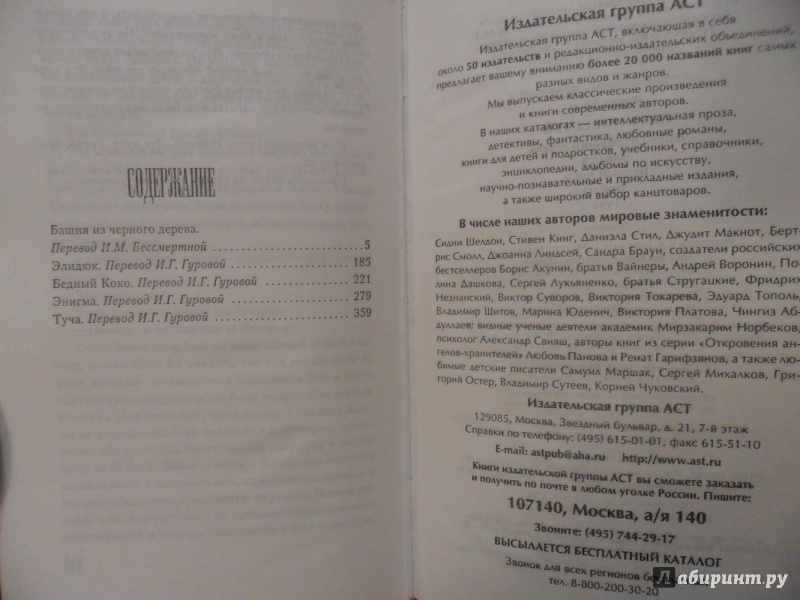 СОДЕРЖАНИЕ
Башня из черного дерева.
Перевод И.М. Бессмертной ........................ 5
Элидюк. Перевод И.Г. Гуровой .................... 185
Бедный Коко. Перевод И.Г. Гуровой ............... 221
Энигма. Перевод И.Г. Гуровой .................... 279
Туча. Перевод И.Г. Гуровой ...................... 359
Издательская группа АСТ
Издательская группа АСТ, включающая в себя
около 50 издательств и редакционно-издательских объединений,
предлагает вашему вниманию более 20 000 названий книг самых
разных видов и жанров.
Мы выпускаем классические произведения
и книги современных авторов.
В наших каталогах — интеллектуальная проза,
детективы, фантастика, любовные романы,
книги для детей и подростков, учебники, справочники,
энциклопедии, альбомы по искусству,
научно-познавательные и прикладные издания,
а также широкий выбор канцтоваров.
В числе наших авторов мировые знаменитости:
Сидни Шелдон, Стивен Кинг, Даниэла Стил, Джудит Макнот, Берт-
рис Смолл, Джоанна Линдсей, Сандра Браун, создатели российских
бестселлеров Борис Акунин, братья Вайнеры, Андрей Воронин, По-
лина Дашкова, Сергей Лукьяненко, братья Стругацкие, Фридрих
Незнанский, Виктор Суворов, Виктория Токарева, Эдуард Тополь,
Владимир Шитов, Марина Юденич, Виктория Платова, Чингиз Аб-
дуллаев; видные ученые деятели академик Мирзакарим Норбеков,
психолог Александр Свияш, авторы книг из серии «Откровения ан-
гелов-хранителей» Любовь Панова и Ренат Гарифзянов, а также лю-
бимые детские писатели Самуил Маршак, Сергей Михалков, Гри-
горий Остер, Владимир Сутеев, Корней Чуковский.
Издательская группа АСТ
129085, Москва, Звездный бульвар, д. 21, 7-й этаж
Справки по телефону: (495) 615-01-01, факс 615-51-10
E-mail: astpub@aha.ru http://www.ast.ru
Книги издательской группы АСТ вы сможете заказать
и получить по почте в любом уголке России. Пишите:
107140, Москва, а/я 140
Звоните: (495) 744-29-17
ВЫСЫЛАЕТСЯ БЕСПЛАТНЫЙ КАТАЛОГ
Звонок для всех регионов
тел. 8-800-200-30-20
Лабиринт.ру